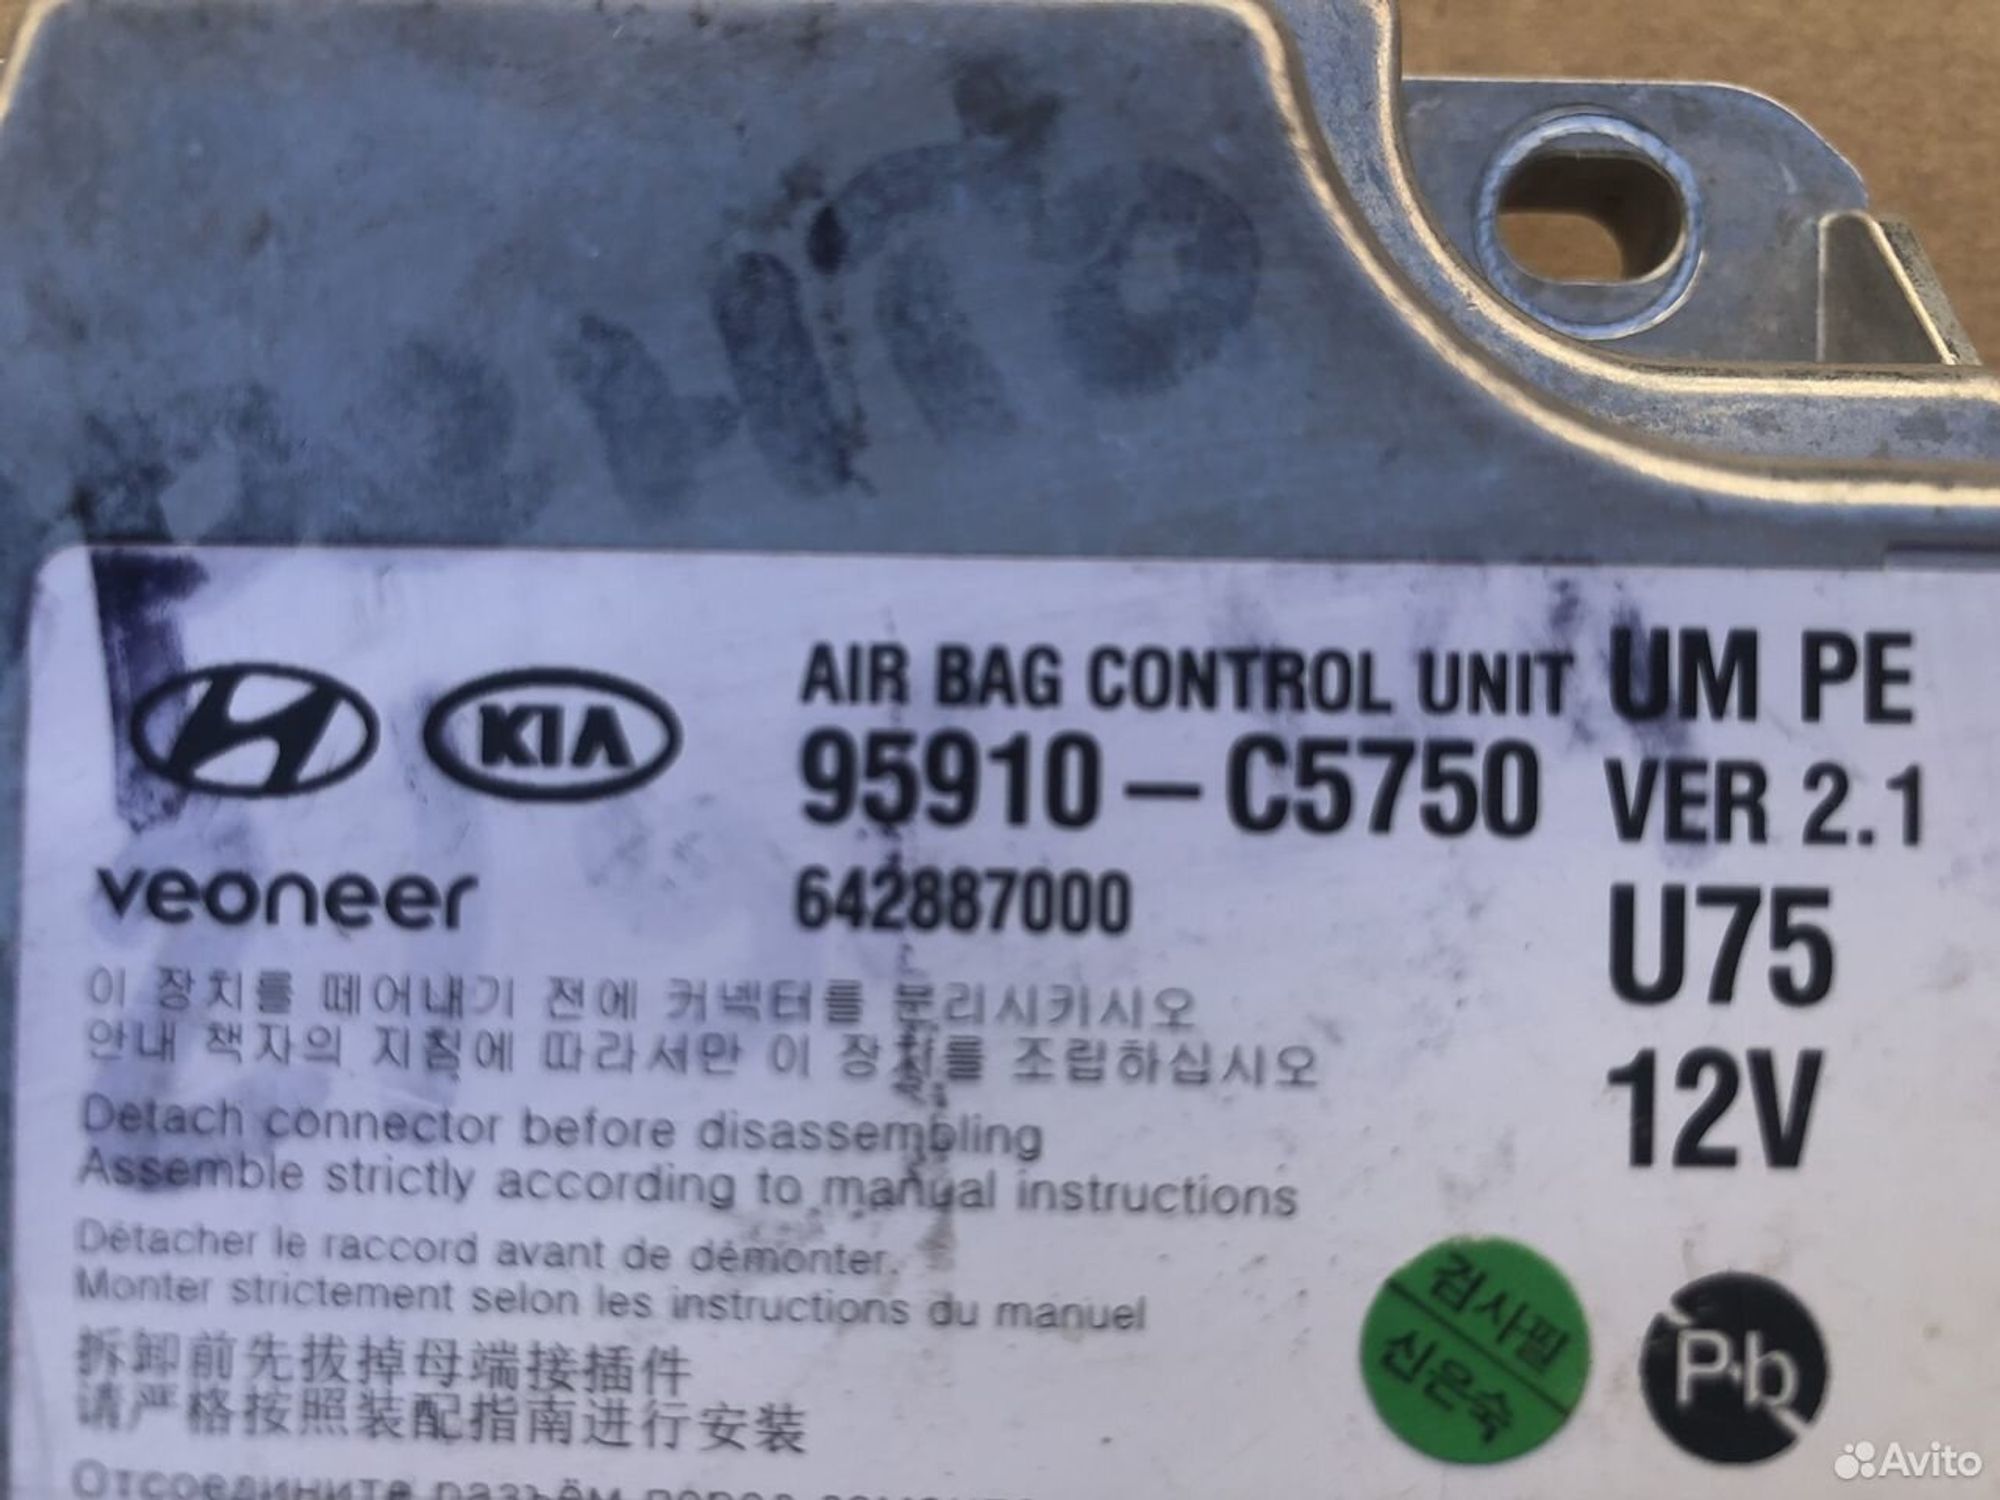 AIR BAG CONTROL UNIT UM PE
KIA
95910-C5750 VER 2.1
veoneer 642887000 U75
이 장치를 떼어내기 전에 커넥터를 분리시키시오
안내 책자의 지침에 따라서만 이 장치를 조립하십시오
12V
Detach connector before disassembling
Assemble strictly according to manual instructions
Détacher le raccord avant de démonter.
Monter strictement selon les instructions du manuel
拆卸前先拔掉母端接插件
请严格按照装配指南进行安装
검사필
신은숙
Pb
Отсоедините разъём перед
Avito